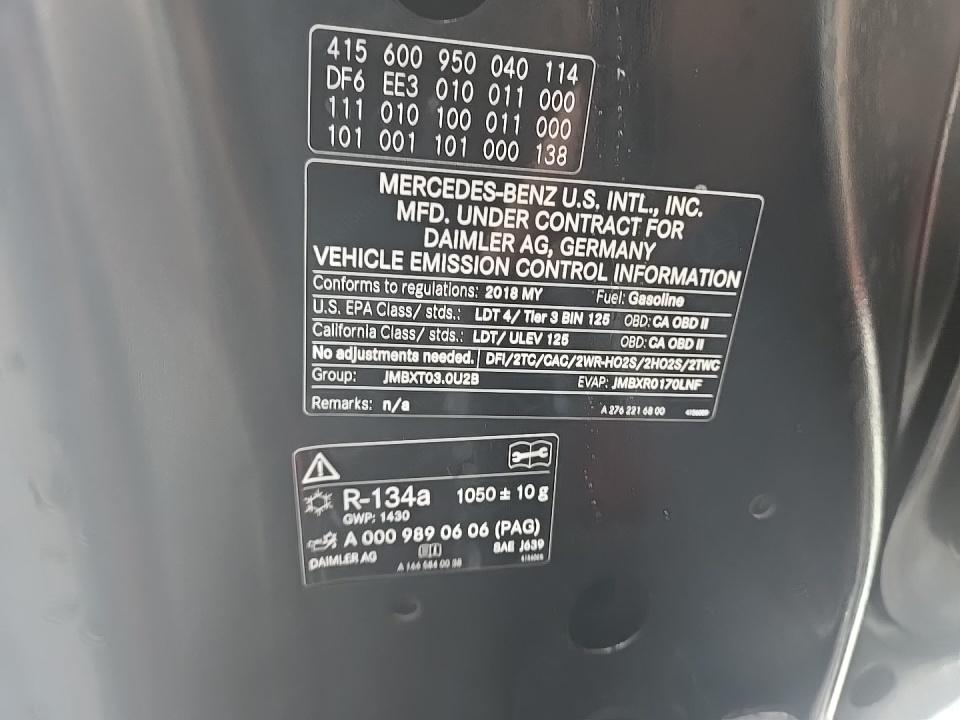 415 600 950 040 114
DF6 EE3 010 011 000
111 010 100 011 000
101 001 101 000 138
MERCEDES-BENZ U.S. INTL., INC.
MFD. UNDER CONTRACT FOR
DAIMLER AG, GERMANY
VEHICLE EMISSION CONTROL INFORMATION
Conforms to regulations: 2018 MY Fuel: Gasoline
U.S. EPA Class/ stds.: LDT 4/ Tier 3 BIN 125 OBD: CA OBD II
California Class/ stds.: LDT/ ULEV 125 OBD: CA OBD II
No adjustments needed. DFI/2TC/CAC/2WR-HO2S/2HO2S/2TWC
Group: JMBXT03.0U2B EVAP: JMBXR0170LNF
Remarks: n/a A 276 221 68 00
R-134a 1050 ± 10 g
GWP: 1430
A 000 989 06 06 (PAG)
DAIMLER AG SAE J639
A 166 584 00 38